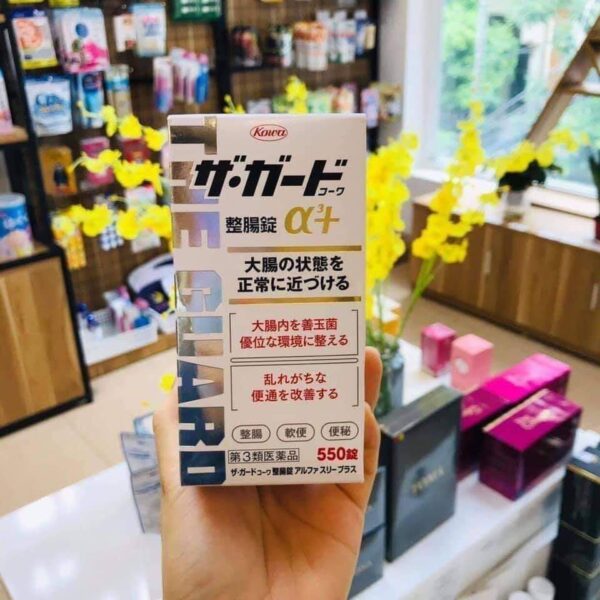 Kowa
THE GUARD
ザ・ガード
コーワ
整腸錠 α³+
大腸の状態を
正常に近づける
大腸内を善玉菌
優位な環境に整える
乱れがちな
便通を改善する
整腸 軟便 便秘
第3類医薬品 550錠
ザ・ガードコーワ 整腸錠 アルファ スリー プラス